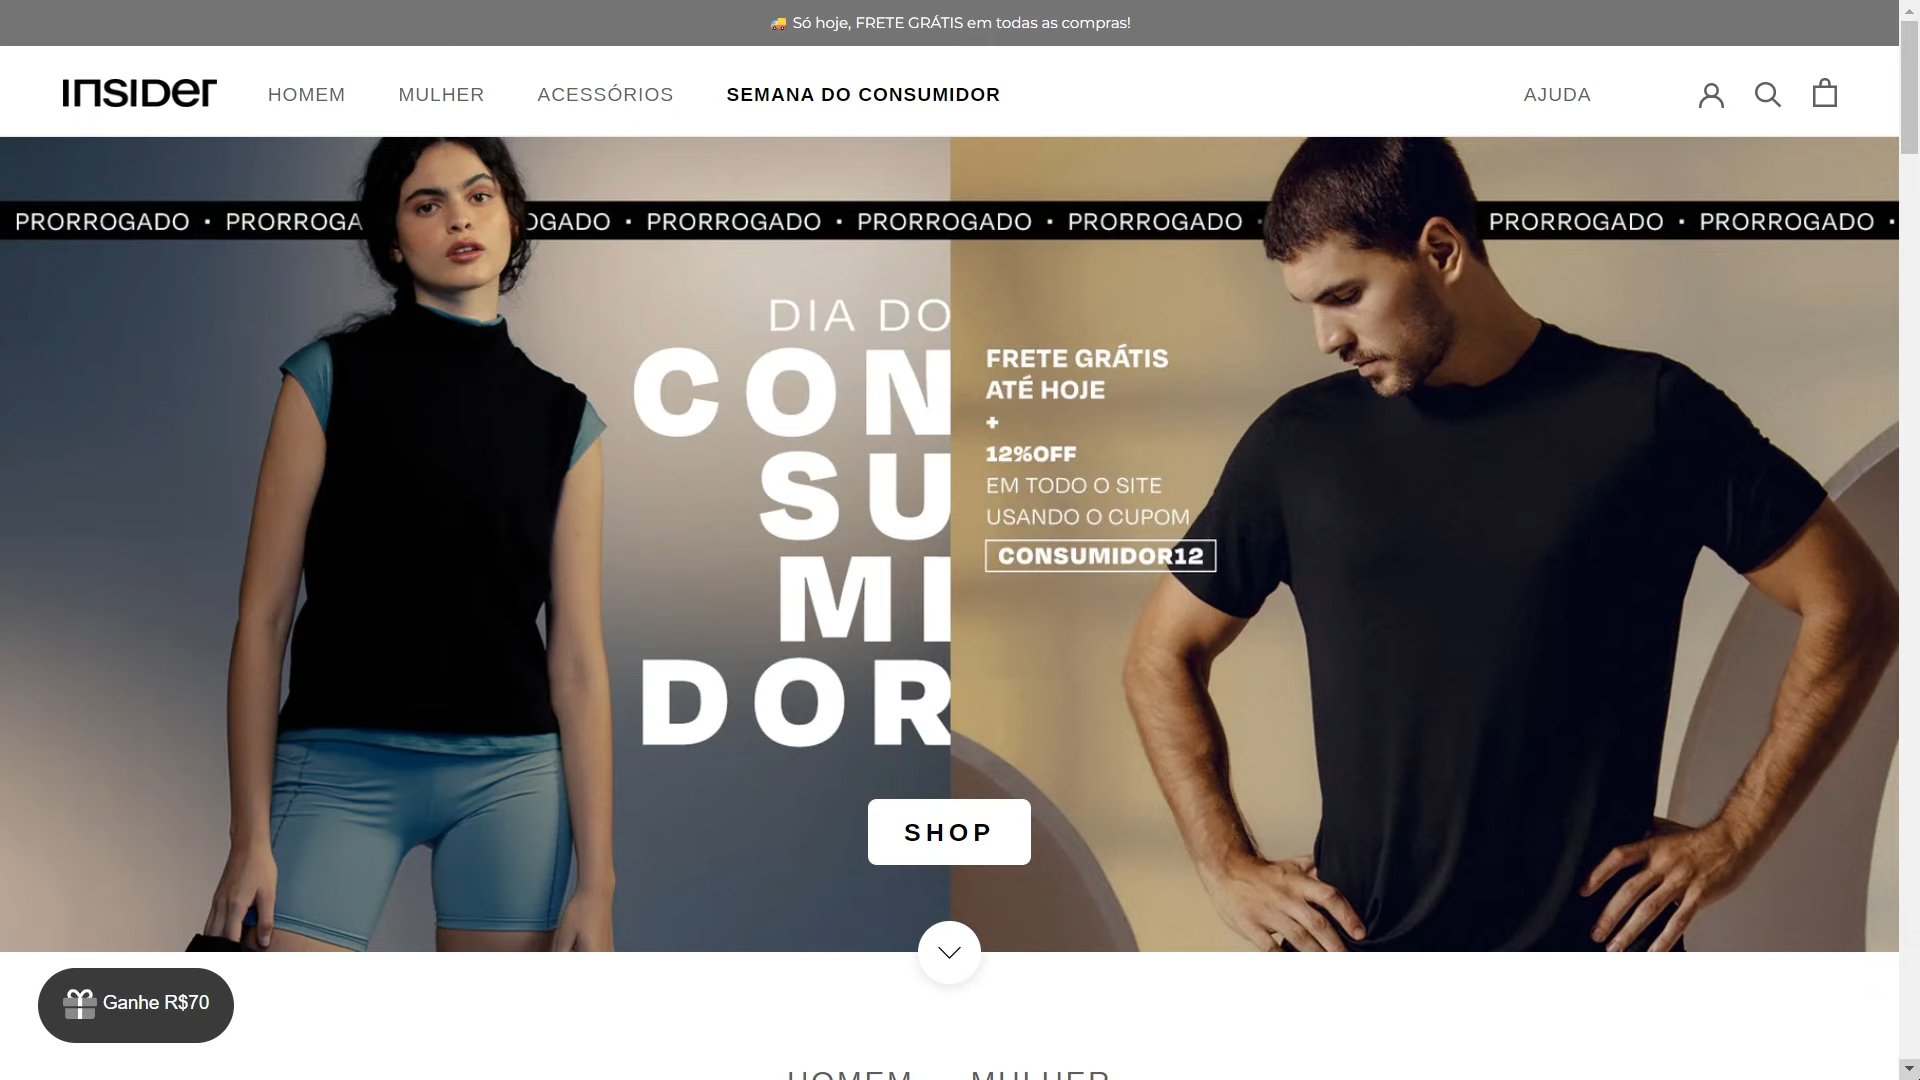 🚚 Só hoje, FRETE GRÁTIS em todas as compras!
INSIDER
HOMEM MULHER ACESSÓRIOS SEMANA DO CONSUMIDOR AJUDA
PRORROGADO · PRORROGA OGADO · PRORROGADO · PRORROGADO · PRORROGADO · PRORROGADO · PRORROGADO ·
DIA DO
CON
SU
MI
DOR
FRETE GRÁTIS
ATÉ HOJE
+
12%OFF
EM TODO O SITE
USANDO O CUPOM
CONSUMIDOR12
SHOP
Ganhe R$70
HOMEM MULHER